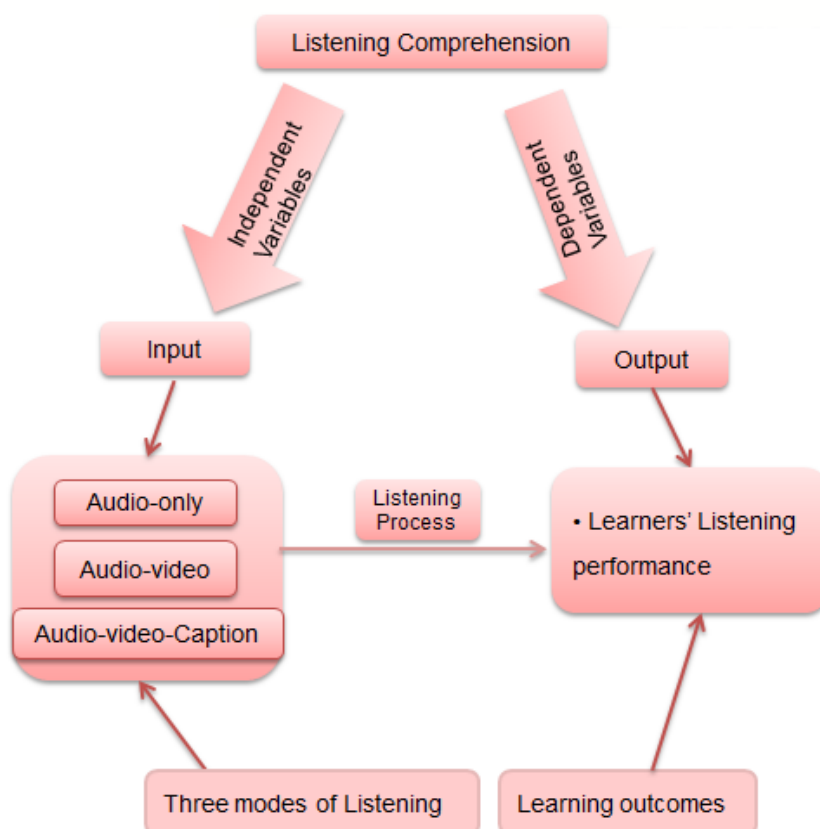 Listening Comprehension
Independent
Variables
Dependent
Variables
Input
Output
Audio-only
Audio-video
Audio-video-Caption
Listening
Process
• Learners’ Listening
performance
Three modes of Listening
Learning outcomes